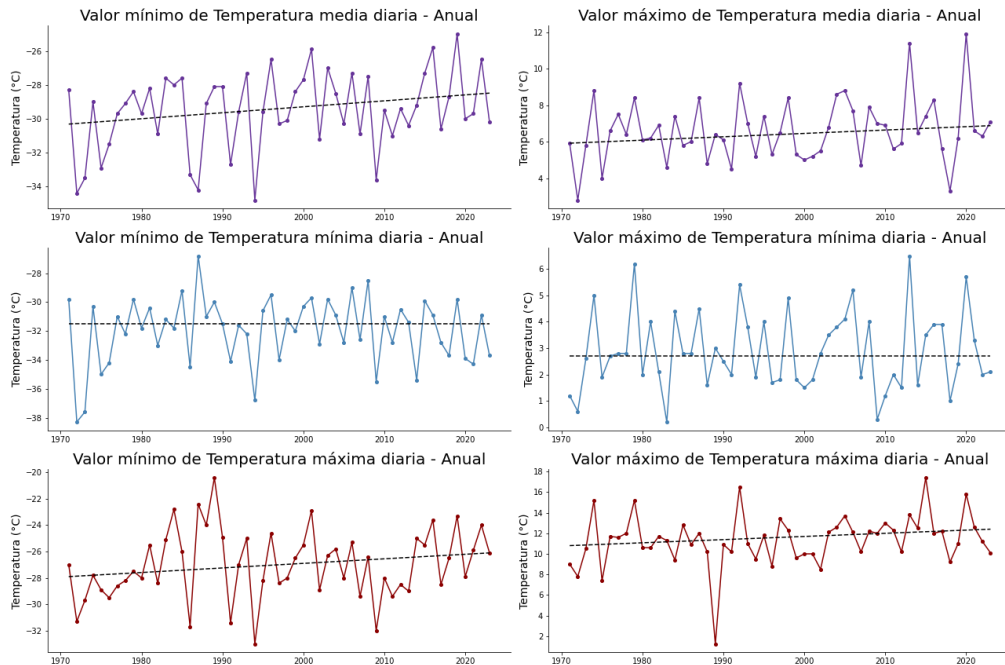 Valor mínimo de Temperatura media diaria - Anual
Temperatura (°C)
−26
−28
−30
−32
−34
1970 1980 1990 2000 2010 2020
Valor máximo de Temperatura media diaria - Anual
Temperatura (°C)
12
10
8
6
4
1970 1980 1990 2000 2010 2020
Valor mínimo de Temperatura mínima diaria - Anual
Temperatura (°C)
−28
−30
−32
−34
−36
−38
1970 1980 1990 2000 2010 2020
Valor máximo de Temperatura mínima diaria - Anual
Temperatura (°C)
6
5
4
3
2
1
0
1970 1980 1990 2000 2010 2020
Valor mínimo de Temperatura máxima diaria - Anual
Temperatura (°C)
−20
−22
−24
−26
−28
−30
−32
1970 1980 1990 2000 2010 2020
Valor máximo de Temperatura máxima diaria - Anual
Temperatura (°C)
18
16
14
12
10
8
6
4
2
1970 1980 1990 2000 2010 2020